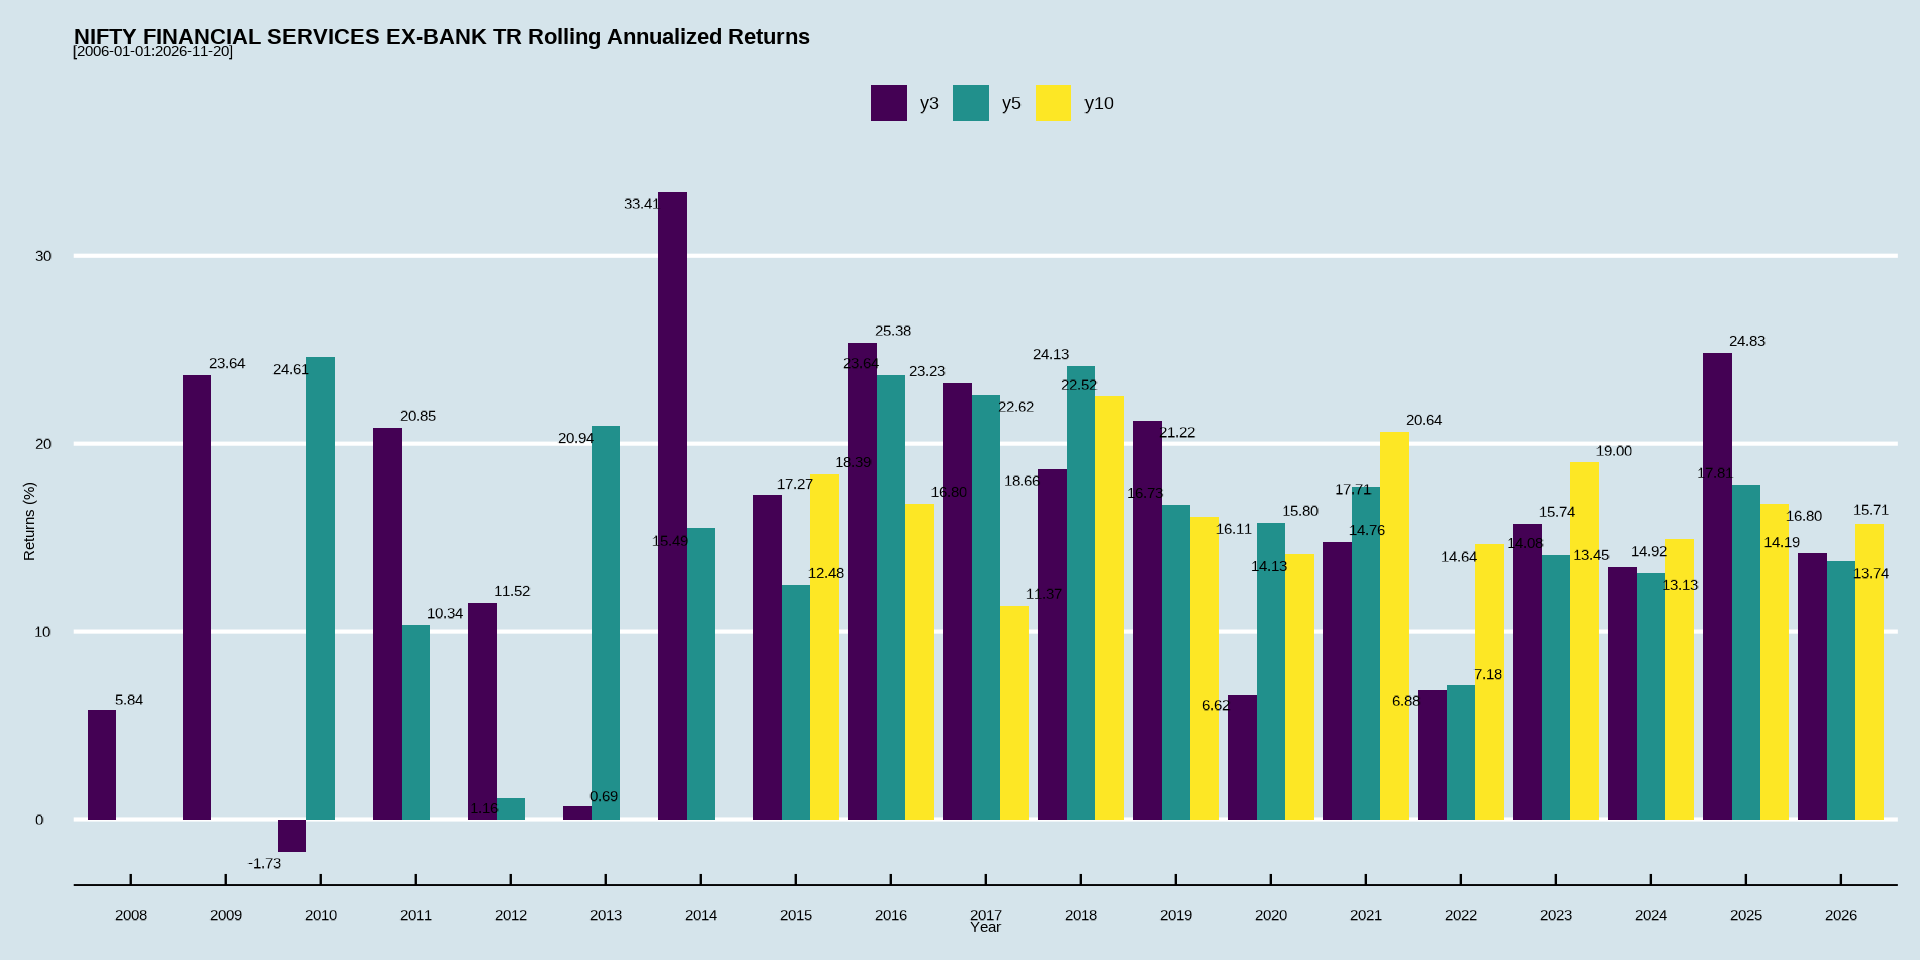 NIFTY FINANCIAL SERVICES EX-BANK TR Rolling Annualized Returns
[2006-01-01:2026-11-20]
y3 y5 y10
33.41
30
25.38
24.83
24.13
23.64 24.61 23.64 23.23
22.52
22.62
20.85 20.64
20.94 21.22
20
19.00
18.39
17.81
17.27 18.66
16.80 16.73 17.71
15.80 15.74 15.71
16.80
16.11 14.76
15.49 14.08 14.19
14.64 13.45 14.92
14.13
12.48 13.13 13.74
11.52 11.37
10.34
10
7.18
5.84 6.62 6.88
1.16 0.69
0
-1.73
Returns (%)
2008 2009 2010 2011 2012 2013 2014 2015 2016 2017 2018 2019 2020 2021 2022 2023 2024 2025 2026
Year